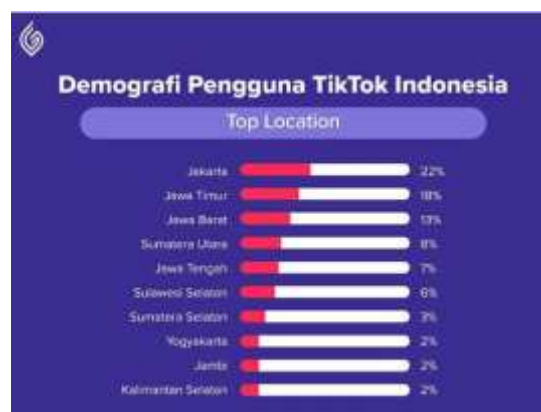 Demografi Pengguna TikTok Indonesia
Top Location
Jakarta 22%
Jawa Timur 18%
Jawa Barat 13%
Sumatera Utara 8%
Jawa Tengah 7%
Sulawesi Selatan 6%
Sumatera Selatan 3%
Yogyakarta 2%
Jambi 2%
Kalimantan Selatan 2%